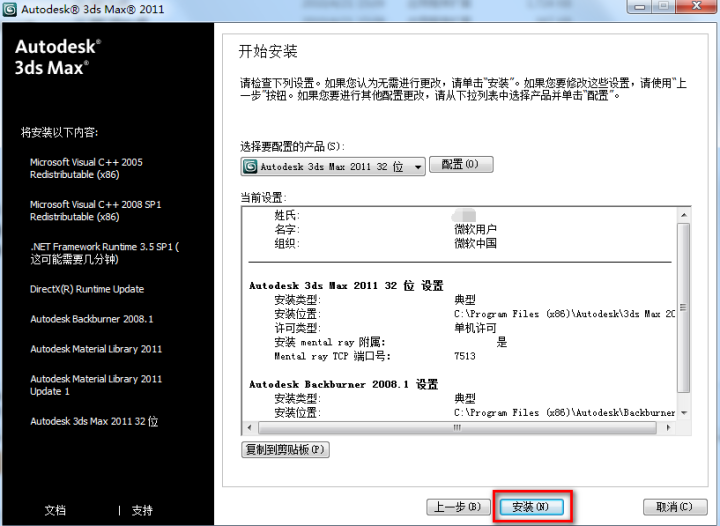 Autodesk® 3ds Max® 2011
Autodesk®
3ds Max®
将安装以下内容:
Microsoft Visual C++ 2005
Redistributable (x86)
Microsoft Visual C++ 2008 SP1
Redistributable (x86)
.NET Framework Runtime 3.5 SP1 (
这可能需要几分钟)
DirectX(R) Runtime Update
Autodesk Backburner 2008.1
Autodesk Material Library 2011
Autodesk Material Library 2011
Update 1
Autodesk 3ds Max 2011 32 位
文档 | 支持
开始安装
请检查下列设置。如果您认为无需进行更改，请单击"安装"。如果您要修改这些设置，请使用"上
一步"按钮。如果您要进行其他配置更改，请从下拉列表中选择产品并单击"配置"。
选择要配置的产品(S):
Autodesk 3ds Max 2011 32 位
配置(O)
当前设置:
姓氏:
名字: 微软用户
组织: 微软中国
Autodesk 3ds Max 2011 32 位 设置
安装类型: 典型
安装位置: C:\Program Files (x86)\Autodesk\3ds Max 20
许可类型: 单机许可
安装 mental ray 附属: 是
Mental ray TCP 端口号: 7513
Autodesk Backburner 2008.1 设置
安装类型: 典型
安装位置: C:\Program Files (x86)\Autodesk\Backburner
复制到剪贴板(P)
上一步(B)
安装(N)
取消(C)